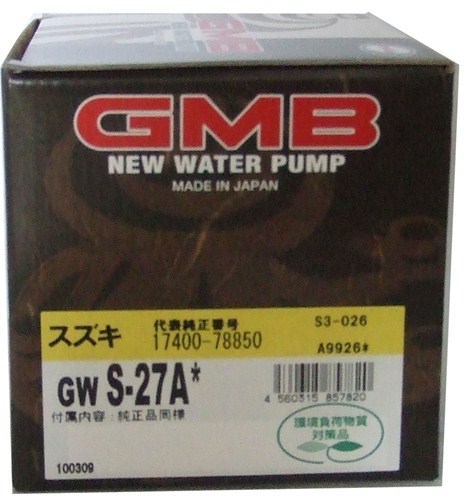 GMB
NEW WATER PUMP
MADE IN JAPAN
スズキ
代表純正番号
17400-78850
S3-026
A9926*
GW S-27A*
付属内容:純正品同様
4 560315 857820
環境負荷物質
対策品
100309